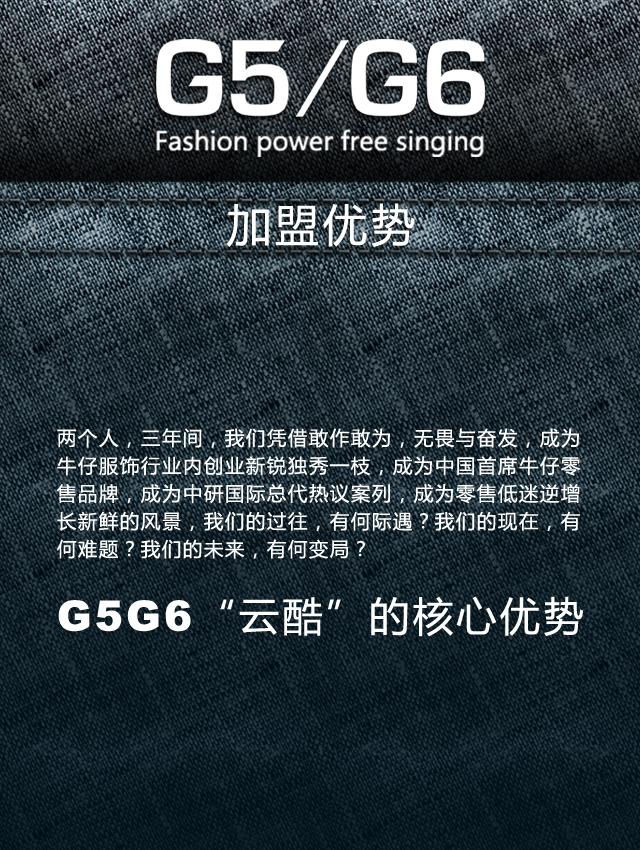 G5/G6
Fashion power free singing
加盟优势
两个人，三年间，我们凭借敢作敢为，无畏与奋发，成为
牛仔服饰行业内创业新锐独秀一枝，成为中国首席牛仔零
售品牌，成为中研国际总代热议案列，成为零售低迷逆增
长新鲜的风景，我们的过往，有何际遇？我们的现在，有
何难题？我们的未来，有何变局？
G5G6“云酷”的核心优势